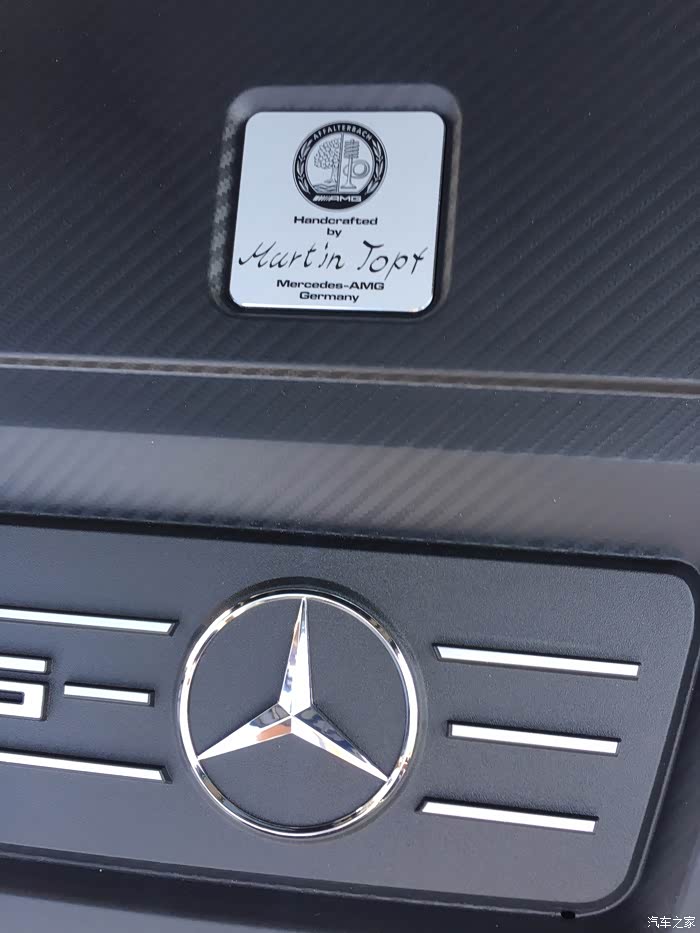 AFFALTERBACH
AMG
Handcrafted
by
Martin Topf
Mercedes-AMG
Germany
G
汽车之家